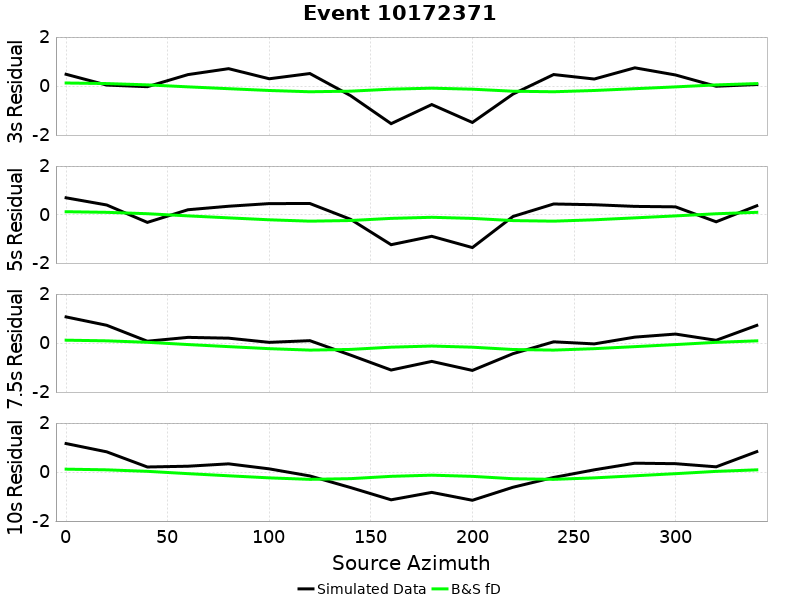 Event 10172371
3s Residual
2
0
-2
5s Residual
2
0
-2
7.5s Residual
2
0
-2
10s Residual
2
0
-2
0 50 100 150 200 250 300
Source Azimuth
Simulated Data B&S fD